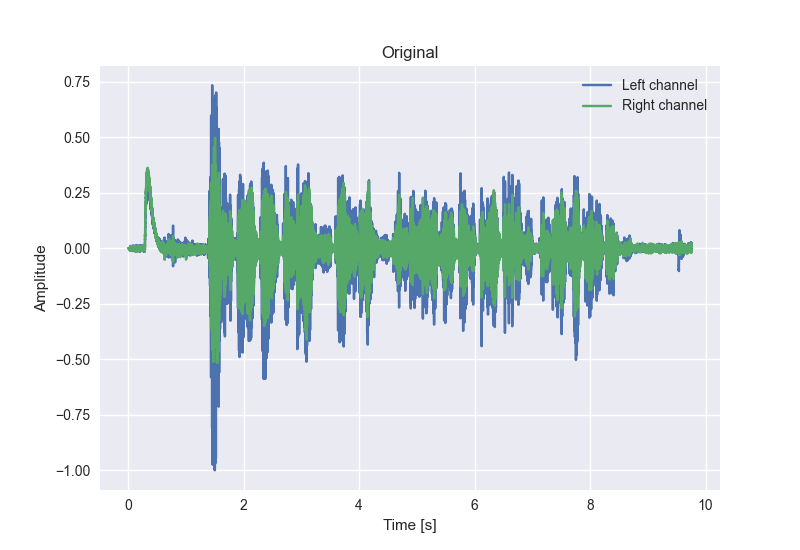 Original
Left channel
Right channel
0.75
0.50
0.25
0.00
−0.25
−0.50
−0.75
−1.00
Amplitude
0 2 4 6 8 10
Time [s]